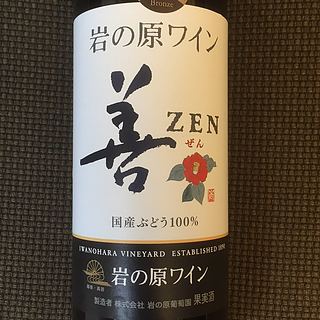 Bronze
岩の原ワイン
善
ZEN
ぜん
国産ぶどう100%
IWANOHARA VINEYARD ESTABLISHED 1890
岩の原ワイン
製造者 株式会社 岩の原葡萄園 果実酒